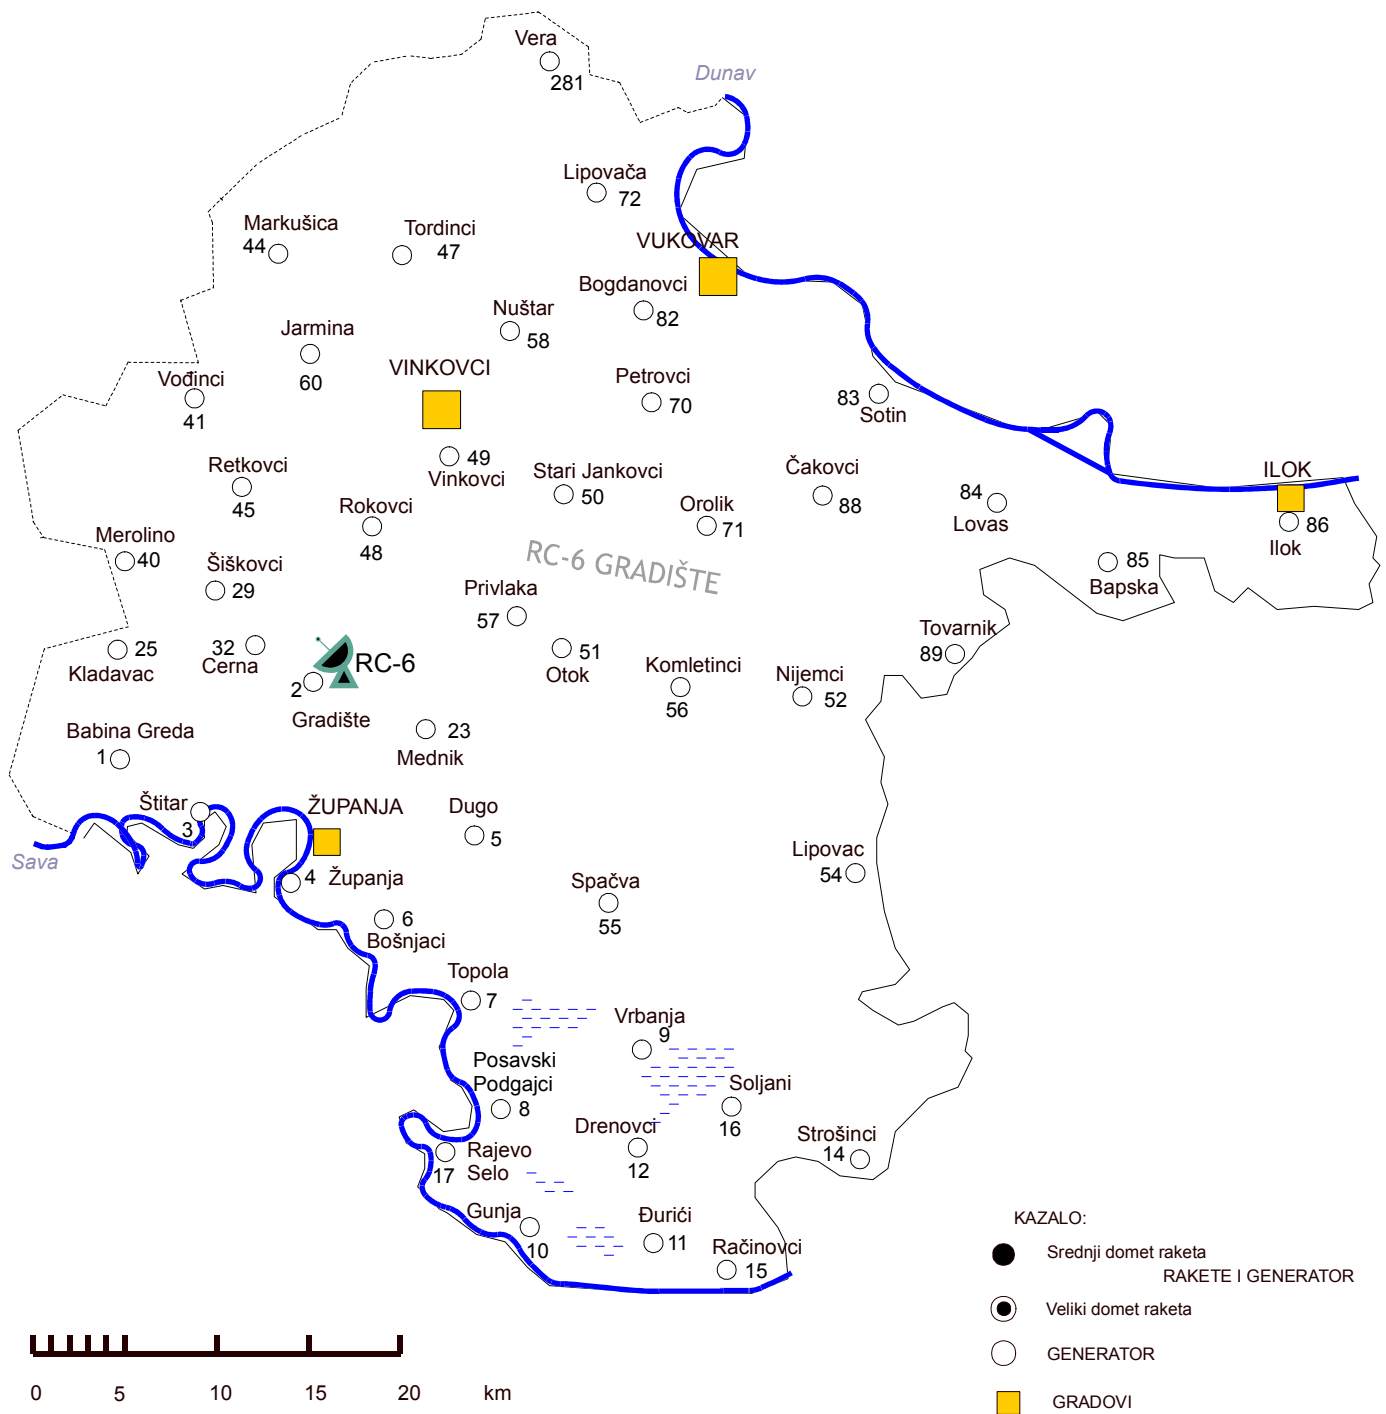 Vera
281
Dunav
Lipovača
72
Markušica
44
Tordinci
47
VUKOVAR
Bogdanovci
82
Nuštar
58
Jarmina
60
VINKOVCI
Vođinci
41
Petrovci
70
83
Sotin
Retkovci
45
49
Vinkovci
Stari Jankovci
50
Čakovci
88
ILOK
84
Lovas
86
Ilok
Rokovci
48
Orolik
71
Merolino
40
Šiškovci
29
RC-6 GRADIŠTE
85
Bapska
Privlaka
57
Tovarnik
89
25
Kladavac
32
Cerna
RC-6
2
Gradište
51
Otok
Komletinci
56
Nijemci
52
Babina Greda
1
23
Mednik
Štitar
3
ŽUPANJA
Dugo
5
Sava
4
Županja
Lipovac
54
Spačva
55
6
Bošnjaci
Topola
7
Vrbanja
9
Posavski
Podgajci
8
Soljani
16
Drenovci
12
Strošinci
14
Rajevo
Selo
17
Gunja
10
Đurići
11
Račinovci
15
KAZALO:
Srednji domet raketa
RAKETE I GENERATOR
Veliki domet raketa
GENERATOR
GRADOVI
0 5 10 15 20 km